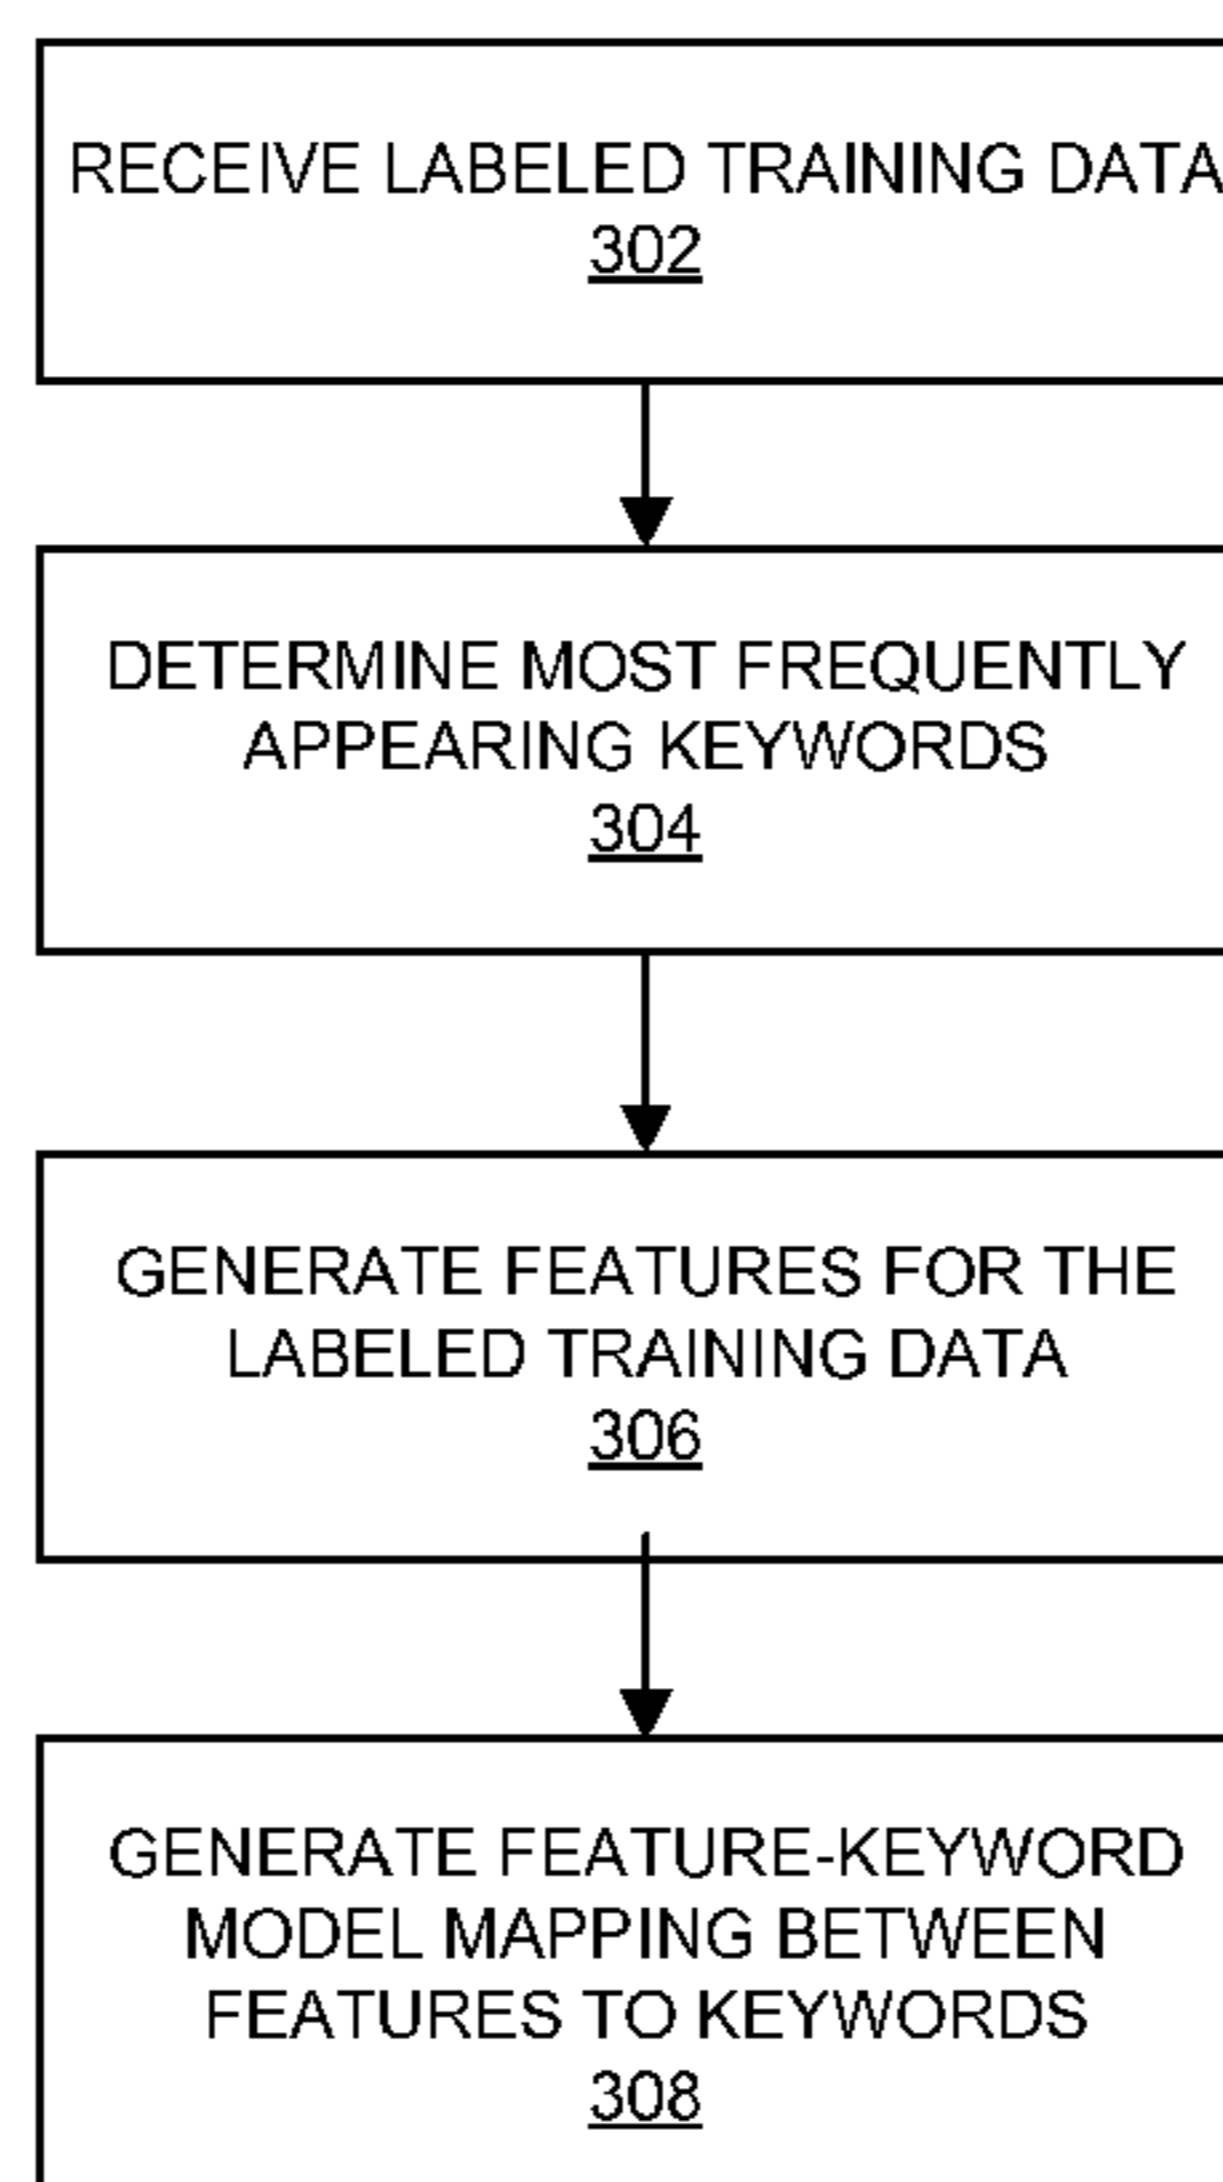 RECEIVE LABELED TRAINING DATA
302
DETERMINE MOST FREQUENTLY
APPEARING KEYWORDS
304
GENERATE FEATURES FOR THE
LABELED TRAINING DATA
306
GENERATE FEATURE-KEYWORD
MODEL MAPPING BETWEEN
FEATURES TO KEYWORDS
308